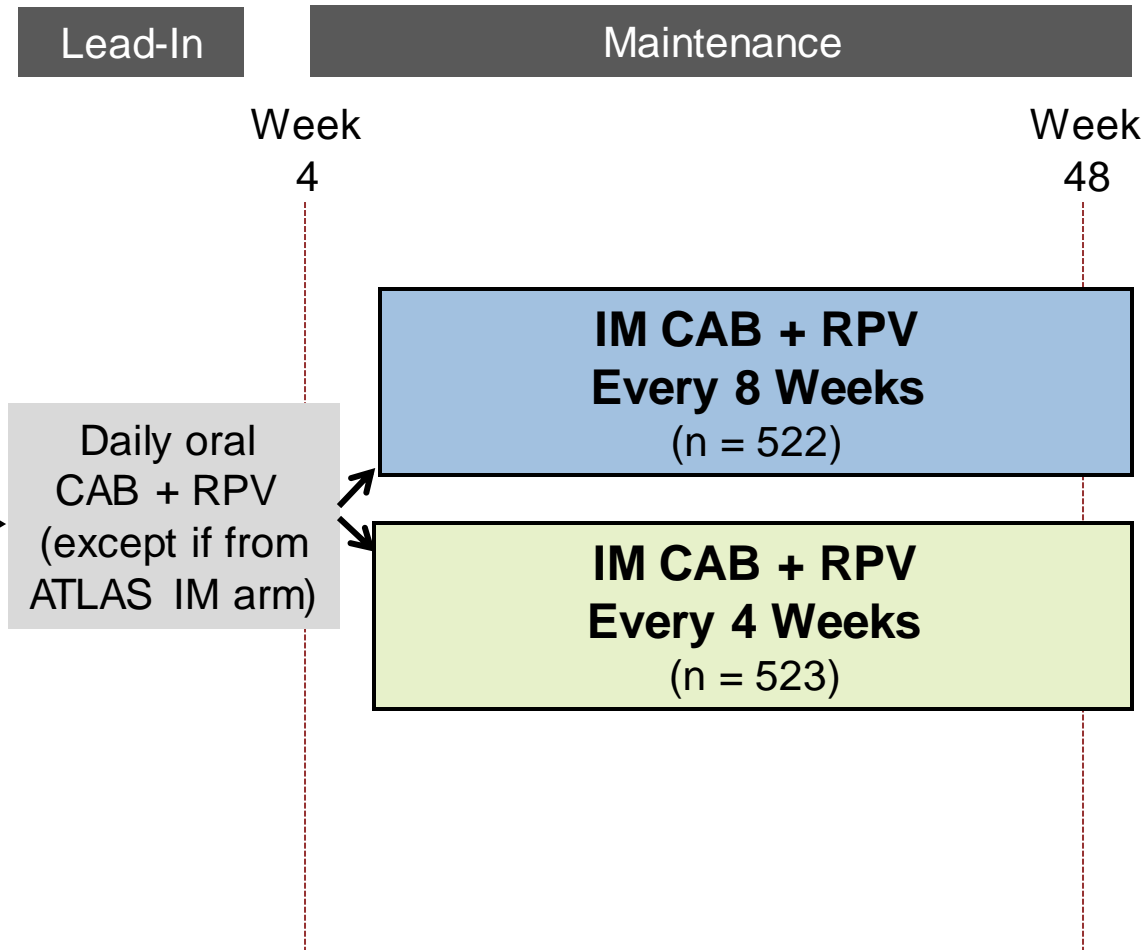 Lead-In
Maintenance
Week
4
Week
48
IM CAB + RPV
Every 8 Weeks
(n = 522)
Daily oral
CAB + RPV
(except if from
ATLAS IM arm)
IM CAB + RPV
Every 4 Weeks
(n = 523)